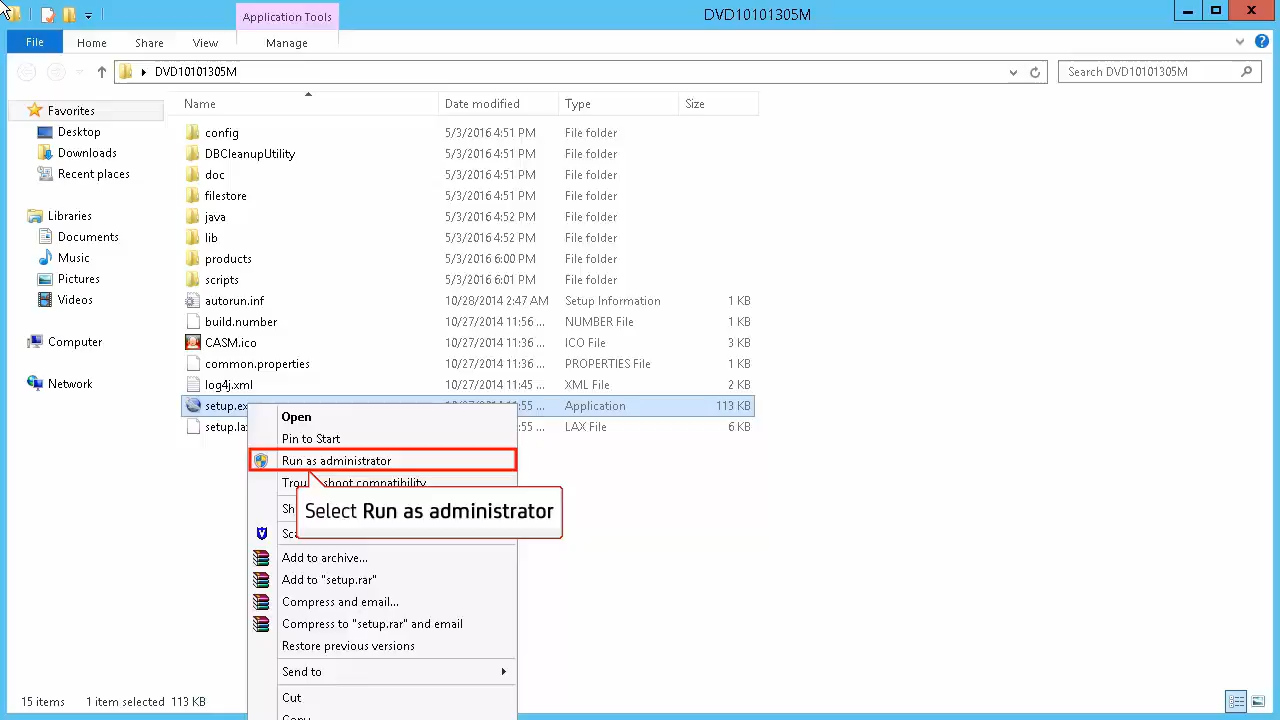 Application Tools
DVD10101305M
File Home Share View Manage
DVD10101305M
Search DVD10101305M
Name Date modified Type Size
Favorites
Desktop
Downloads
Recent places
Libraries
Documents
Music
Pictures
Videos
Computer
Network
config 5/3/2016 4:51 PM File folder
DBCleanupUtility 5/3/2016 4:51 PM File folder
doc 5/3/2016 4:51 PM File folder
filestore 5/3/2016 4:51 PM File folder
java 5/3/2016 4:52 PM File folder
lib 5/3/2016 4:52 PM File folder
products 5/3/2016 6:00 PM File folder
scripts 5/3/2016 6:01 PM File folder
autorun.inf 10/28/2014 2:47 AM Setup Information 1 KB
build.number 10/27/2014 11:56 ... NUMBER File 1 KB
CASM.ico 10/27/2014 11:36 ... ICO File 3 KB
common.properties 10/27/2014 11:36 ... PROPERTIES File 1 KB
log4j.xml 10/27/2014 11:45 ... XML File 2 KB
setup.ex :55 ... Application 113 KB
setup.la :55 ... LAX File 6 KB
Open
Pin to Start
Run as administrator
Select Run as administrator
Add to archive...
Add to "setup.rar"
Compress and email...
Compress to "setup.rar" and email
Restore previous versions
Send to
Cut
15 items 1 item selected 113 KB